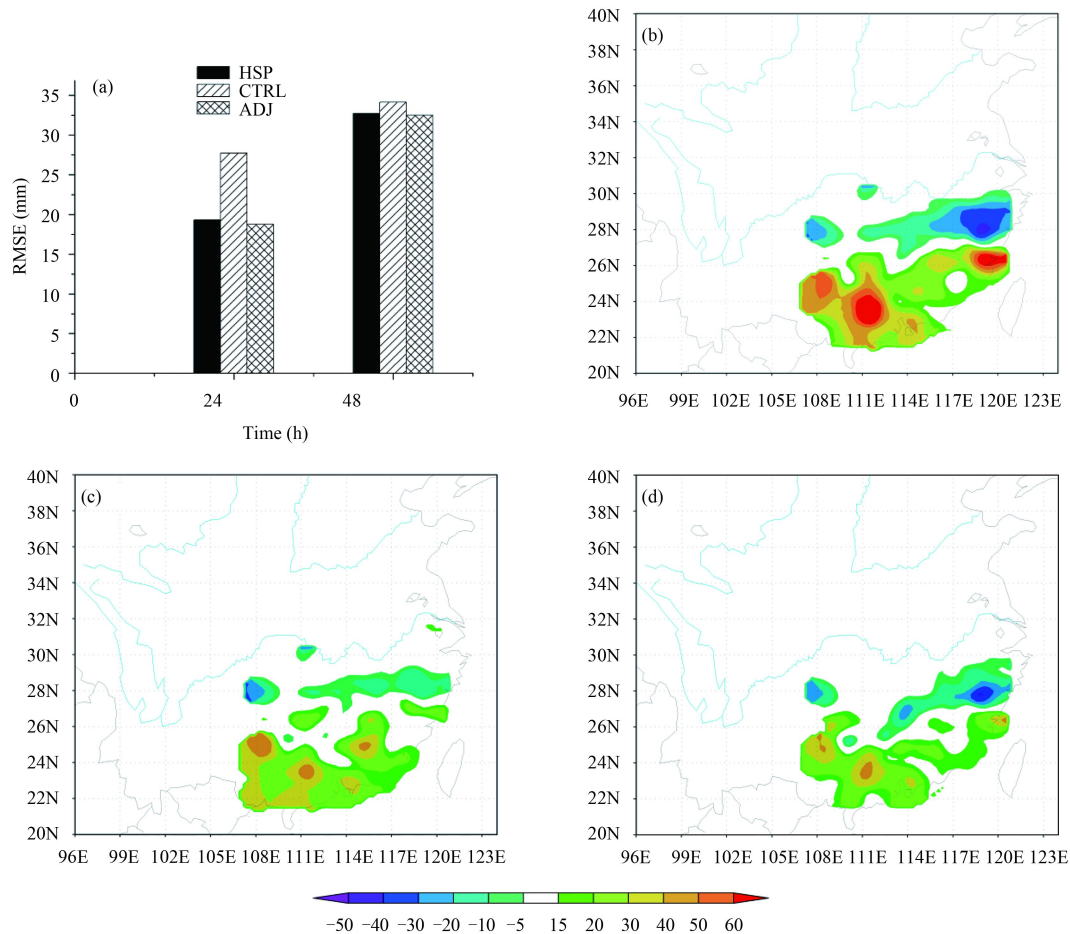 (a)
HSP
CTRL
ADJ
RMSE (mm)
35
30
25
20
15
10
5
0
0 24 48
Time (h)
(b)
40N
38N
36N
34N
32N
30N
28N
26N
24N
22N
20N
96E 99E 102E 105E 108E 111E 114E 117E 120E 123E
(c)
40N
38N
36N
34N
32N
30N
28N
26N
24N
22N
20N
96E 99E 102E 105E 108E 111E 114E 117E 120E 123E
(d)
40N
38N
36N
34N
32N
30N
28N
26N
24N
22N
20N
96E 99E 102E 105E 108E 111E 114E 117E 120E 123E
−50 −40 −30 −20 −10 −5 15 20 30 40 50 60